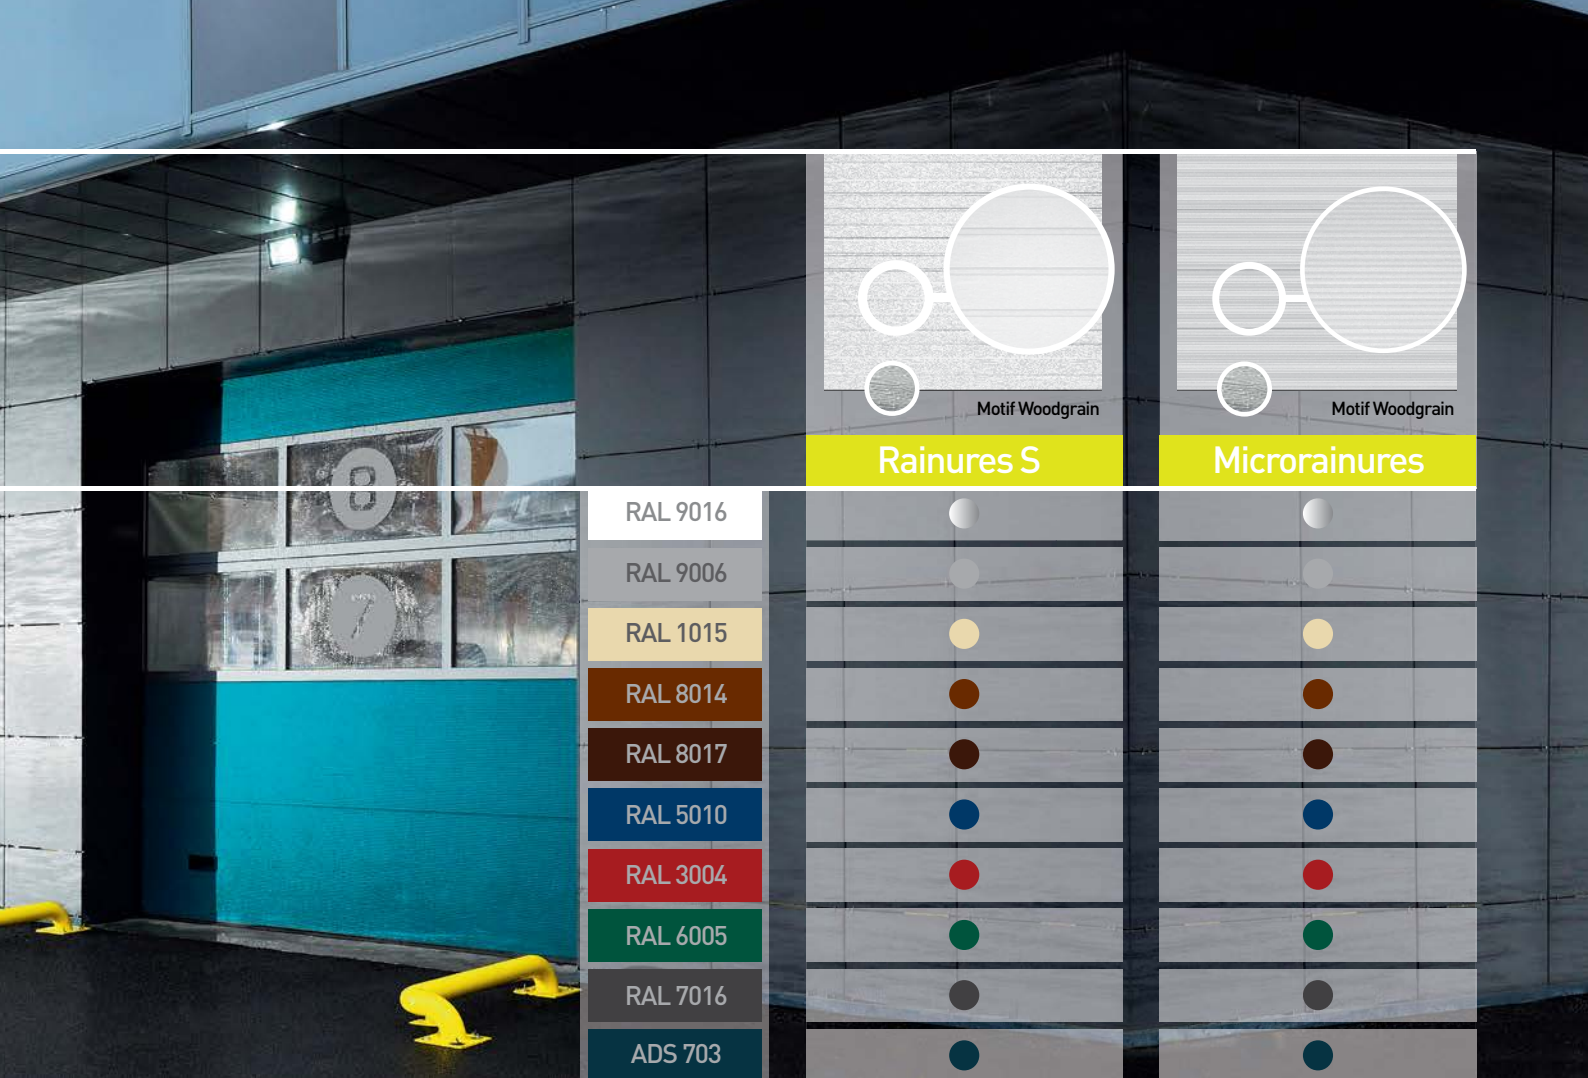 Motif Woodgrain
Motif Woodgrain
Rainures S
Microrainures
8
7
RAL 9016
RAL 9006
RAL 1015
RAL 8014
RAL 8017
RAL 5010
RAL 3004
RAL 6005
RAL 7016
ADS 703